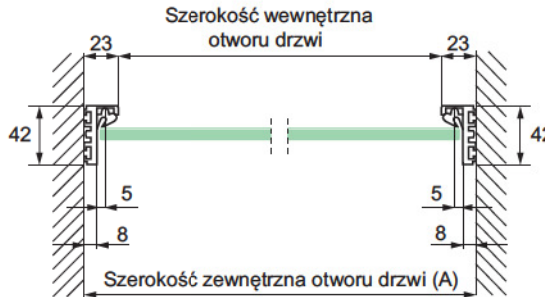 Szerokość wewnętrzna
23 otworu drzwi 23
42 42
5 5
8 8
Szerokość zewnętrzna otworu drzwi (A)